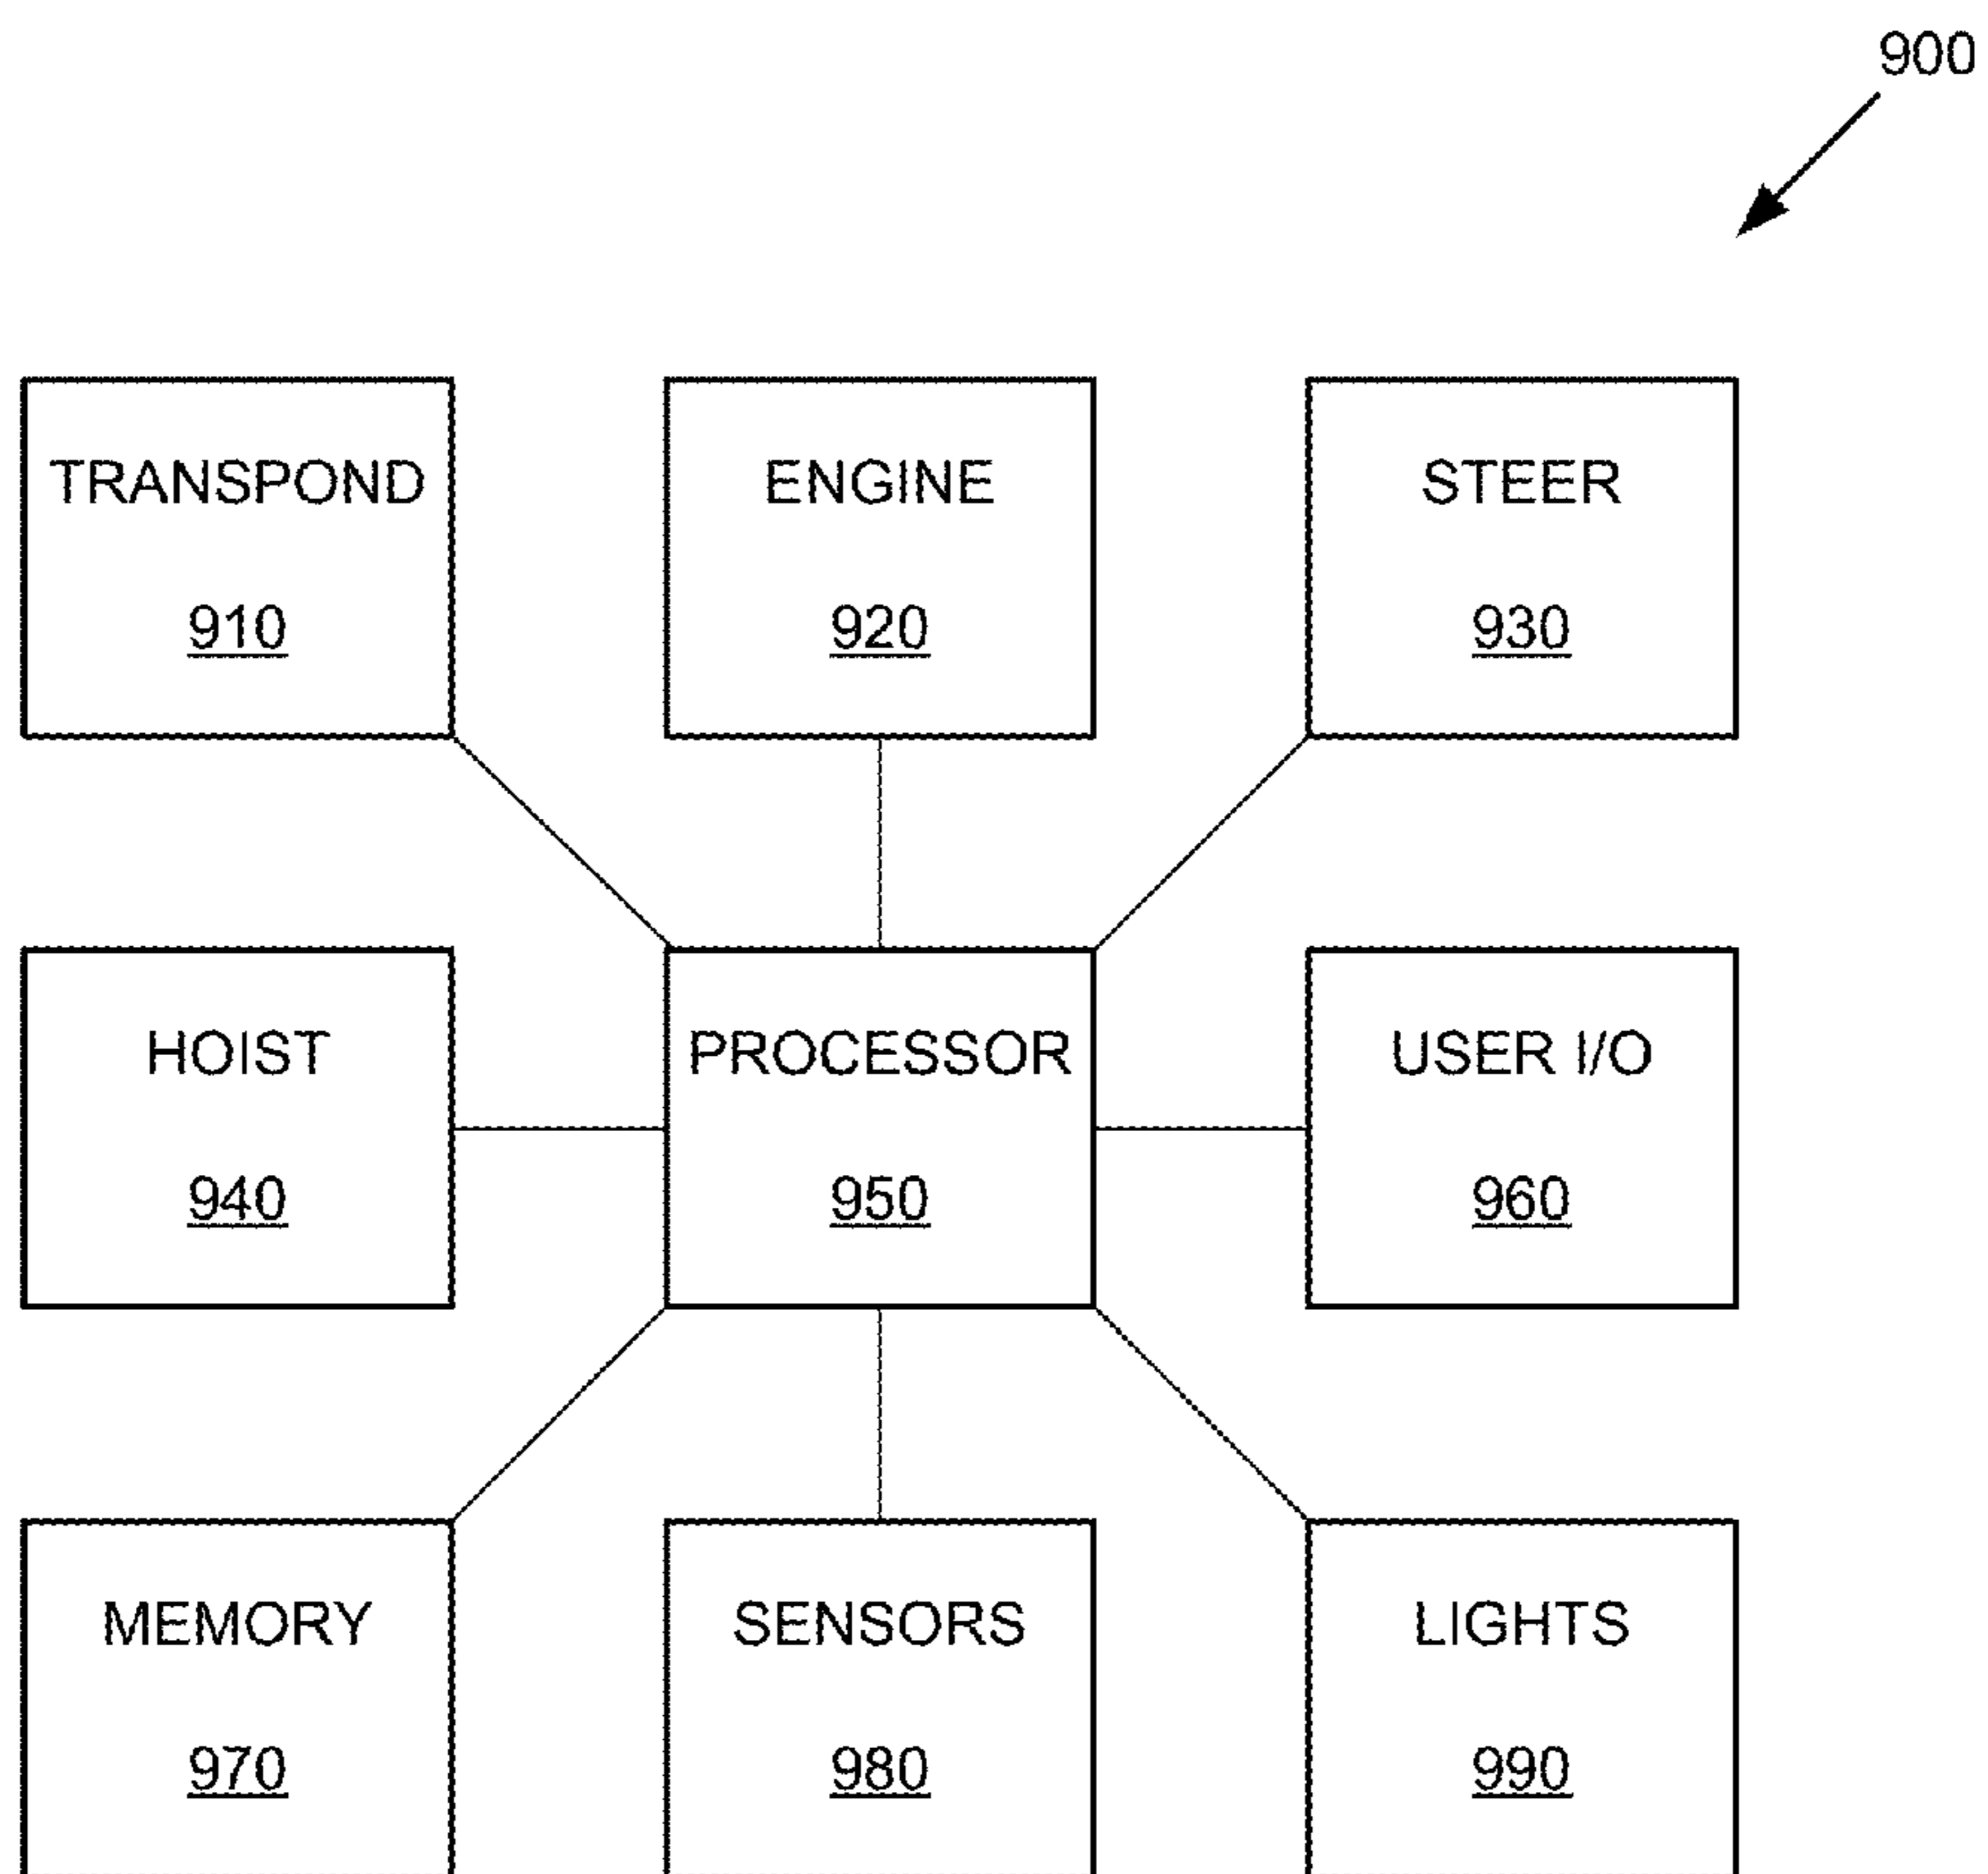 900
TRANSPOND
910
ENGINE
920
STEER
930
HOIST
940
PROCESSOR
950
USER I/O
960
MEMORY
970
SENSORS
980
LIGHTS
990